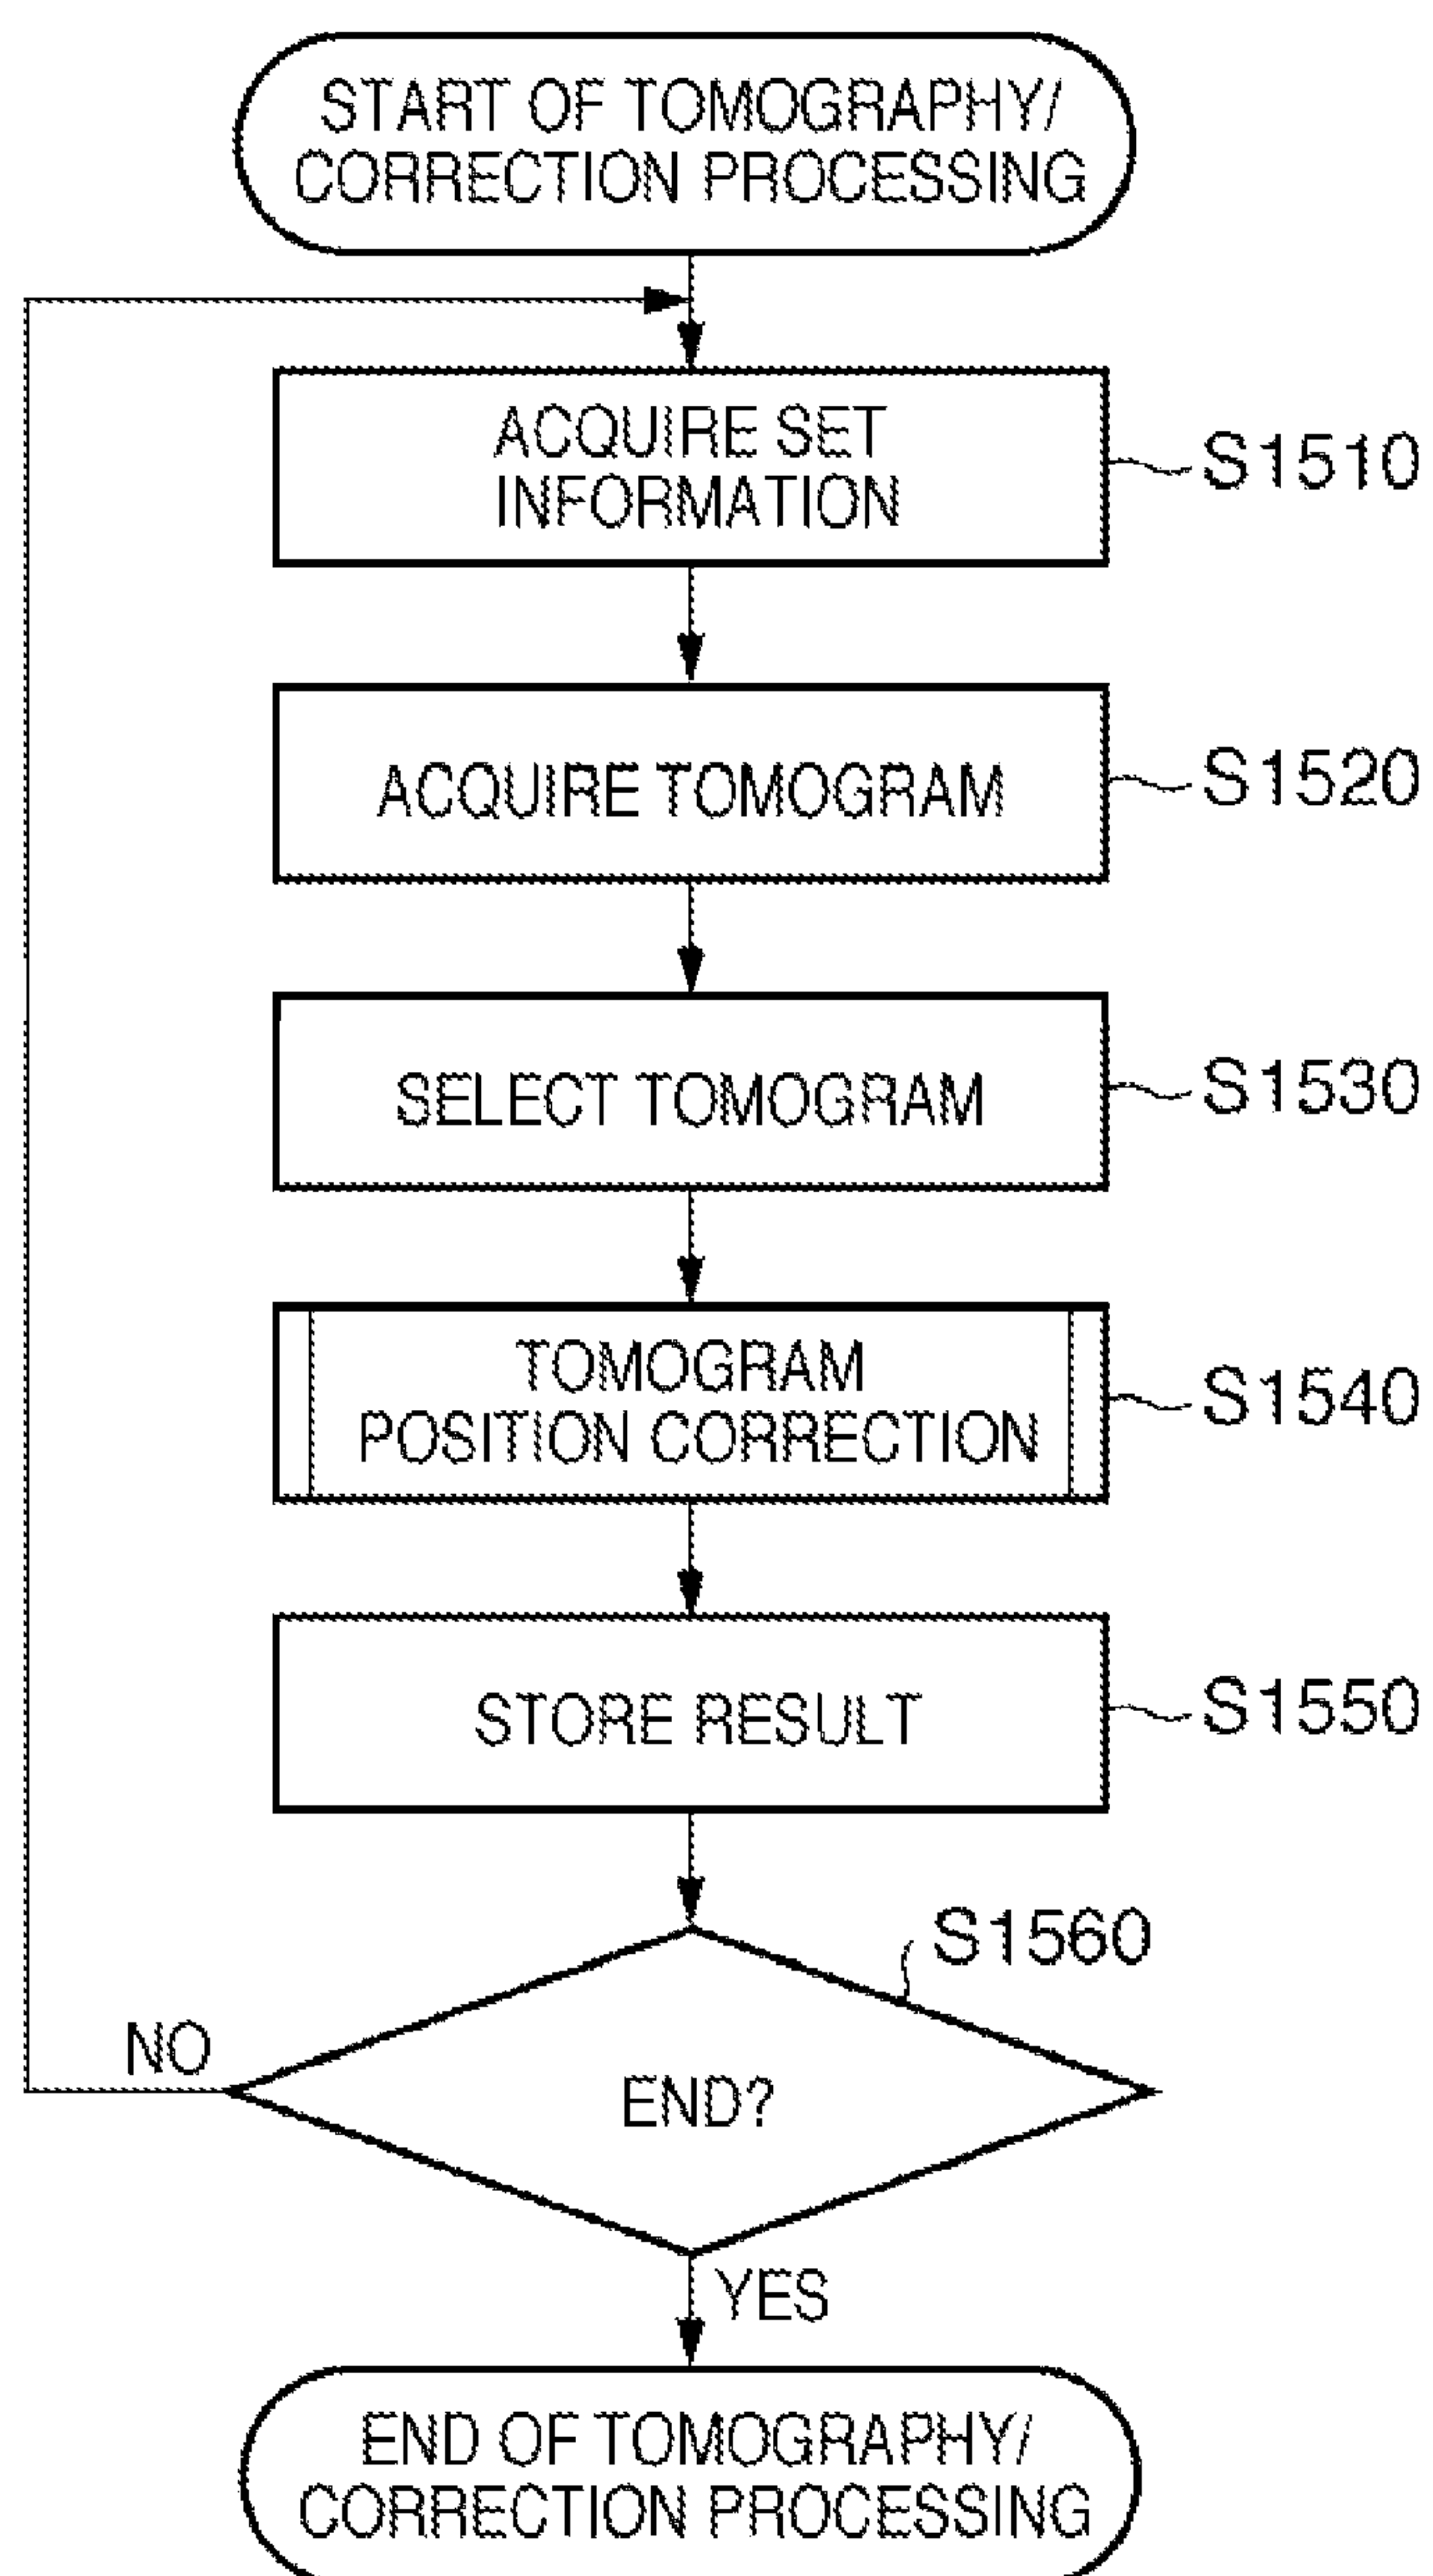 START OF TOMOGRAPHY/
CORRECTION PROCESSING
ACQUIRE SET
INFORMATION
S1510
ACQUIRE TOMOGRAM
S1520
SELECT TOMOGRAM
S1530
TOMOGRAM
POSITION CORRECTION
S1540
STORE RESULT
S1550
S1560
NO
END?
YES
END OF TOMOGRAPHY/
CORRECTION PROCESSING